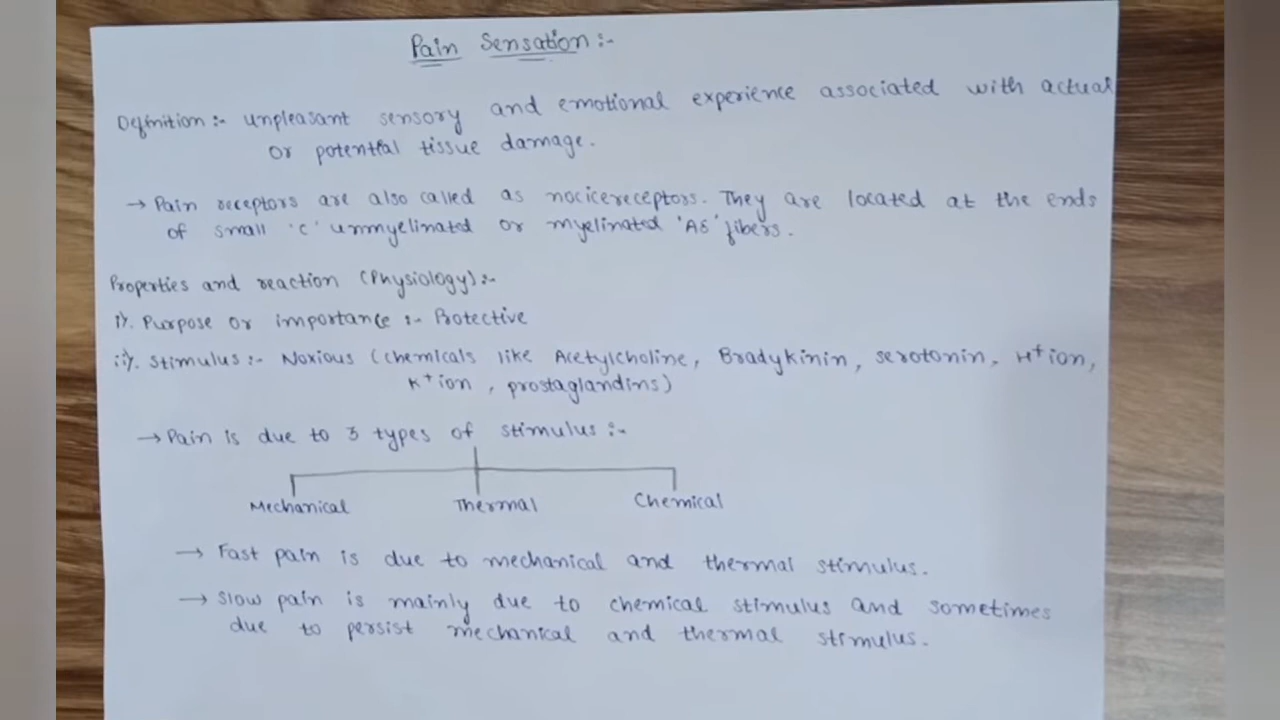 Pain Sensation :-
Definition :- unpleasant sensory and emotional experience associated with actual
or potential tissue damage.
→ Pain receptors are also called as nocicereceptors. They are located at the ends
of small 'C' unmyelinated or myelinated 'Aδ' fibers.
Properties and reaction (Physiology) :-
i). Purpose or importance :- Protective
ii). Stimulus :- Noxious (chemicals like Acetylcholine, Bradykinin, serotonin, H⁺ ion,
K⁺ ion, prostaglandins)
→ Pain is due to 3 types of stimulus :-
Mechanical Thermal Chemical
→ Fast pain is due to mechanical and thermal stimulus.
→ Slow pain is mainly due to chemical stimulus and sometimes
due to persist mechanical and thermal stimulus.